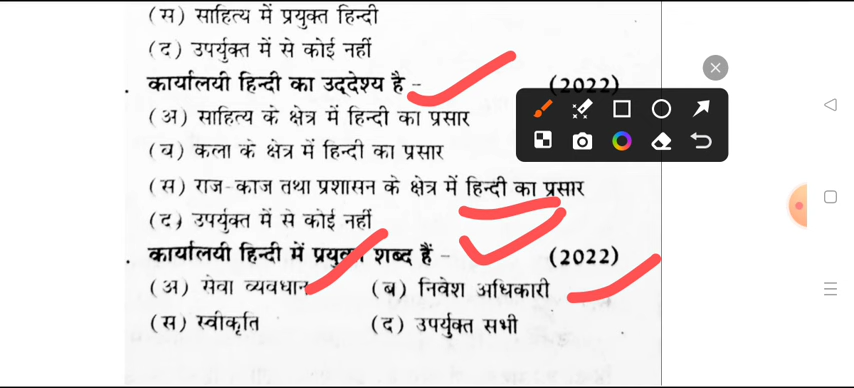 (स) साहित्य में प्रयुक्त हिन्दी
(द) उपर्युक्त में से कोई नहीं
. कार्यालयी हिन्दी का उद्देश्य है – (2022)
(अ) साहित्य के क्षेत्र में हिन्दी का प्रसार
(ब) कला के क्षेत्र में हिन्दी का प्रसार
(स) राज-काज तथा प्रशासन के क्षेत्र में हिन्दी का प्रसार
(द) उपर्युक्त में से कोई नहीं
. कार्यालयी हिन्दी में प्रयुक्त शब्द हैं – (2022)
(अ) सेवा व्यवधान (ब) निवेश अधिकारी
(स) स्वीकृति (द) उपर्युक्त सभी